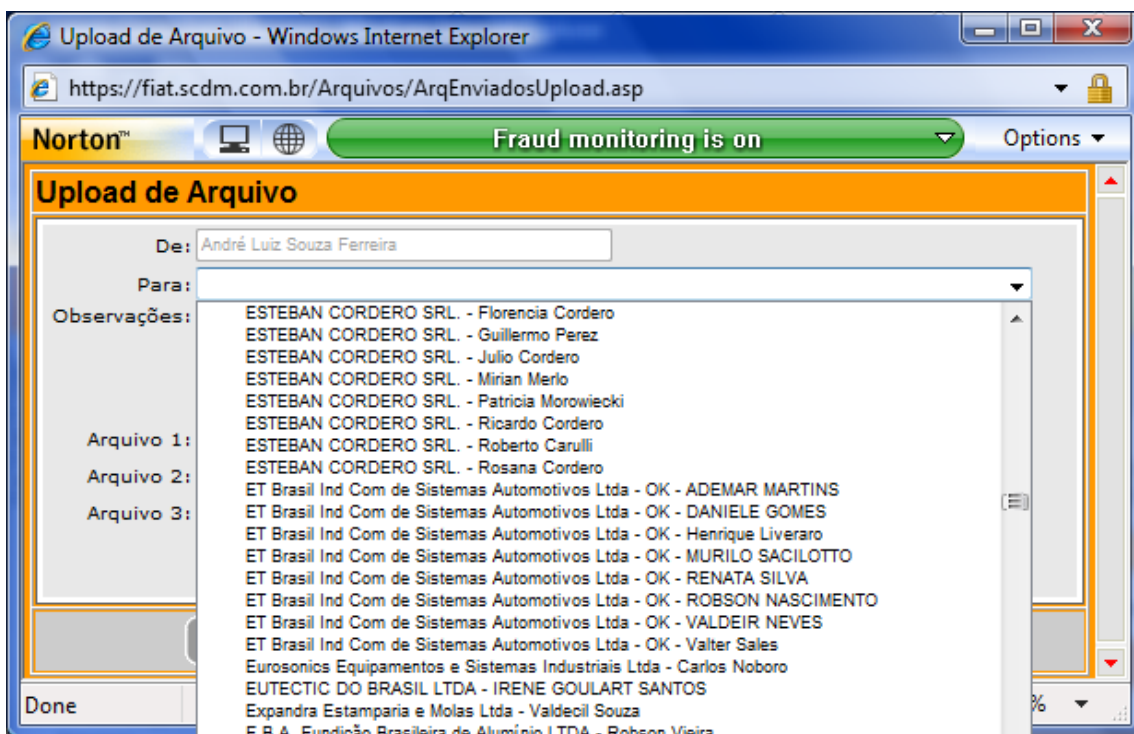 Upload de Arquivo - Windows Internet Explorer
https://fiat.scdm.com.br/Arquivos/ArqEnviadosUpload.asp
Norton™ Fraud monitoring is on Options
Upload de Arquivo
De: André Luiz Souza Ferreira
Para:
Observações:
ESTEBAN CORDERO SRL. - Florencia Cordero
ESTEBAN CORDERO SRL. - Guillermo Perez
ESTEBAN CORDERO SRL. - Julio Cordero
ESTEBAN CORDERO SRL. - Mirian Merlo
ESTEBAN CORDERO SRL. - Patricia Morowiecki
ESTEBAN CORDERO SRL. - Ricardo Cordero
Arquivo 1: ESTEBAN CORDERO SRL. - Roberto Carulli
ESTEBAN CORDERO SRL. - Rosana Cordero
Arquivo 2:
ET Brasil Ind Com de Sistemas Automotivos Ltda - OK - ADEMAR MARTINS
Arquivo 3: ET Brasil Ind Com de Sistemas Automotivos Ltda - OK - DANIELE GOMES
ET Brasil Ind Com de Sistemas Automotivos Ltda - OK - Henrique Liveraro
ET Brasil Ind Com de Sistemas Automotivos Ltda - OK - MURILO SACILOTTO
ET Brasil Ind Com de Sistemas Automotivos Ltda - OK - RENATA SILVA
ET Brasil Ind Com de Sistemas Automotivos Ltda - OK - ROBSON NASCIMENTO
ET Brasil Ind Com de Sistemas Automotivos Ltda - OK - VALDEIR NEVES
ET Brasil Ind Com de Sistemas Automotivos Ltda - OK - Valter Sales
Eurosonics Equipamentos e Sistemas Industriais Ltda - Carlos Noboro
EUTECTIC DO BRASIL LTDA - IRENE GOULART SANTOS
Done %
Expandra Estamparia e Molas Ltda - Valdecil Souza
F.B.A. Fundição Brasileira de Alumínio LTDA - Robson Vieira